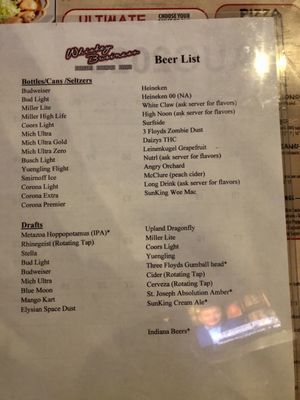 ULTIMATE
CHOOSE YOUR
PIZZA
Whiskey
Business
Beer List
Bottles/Cans /Seltzers
Budweiser
Bud Light
Miller Lite
Miller High Life
Coors Light
Mich Ultra
Mich Ultra Gold
Mich Ultra Zero
Busch Light
Yuengling Flight
Smirnoff Ice
Corona Light
Corona Extra
Corona Premier
Heineken
Heineken 00 (NA)
White Claw (ask server for flavors)
High Noon (ask server for flavors)
Surfside
3 Floyds Zombie Dust
Daizys THC
Leinenkugel Grapefruit
Nutrl (ask server for flavors)
Angry Orchard
McClure (peach cider)
Long Drink (ask server for flavors)
SunKing Wee Mac
Drafts
Metazoa Hoppopotamus (IPA)*
Rhinegeist (Rotating Tap)
Stella
Bud Light
Budweiser
Mich Ultra
Blue Moon
Mango Kart
Elysian Space Dust
Upland Dragonfly
Miller Lite
Coors Light
Yuengling
Three Floyds Gumball head*
Cider (Rotating Tap)
Cerveza (Rotating Tap)
St. Joseph Absolution Amber*
SunKing Cream Ale*
Indiana Beers*